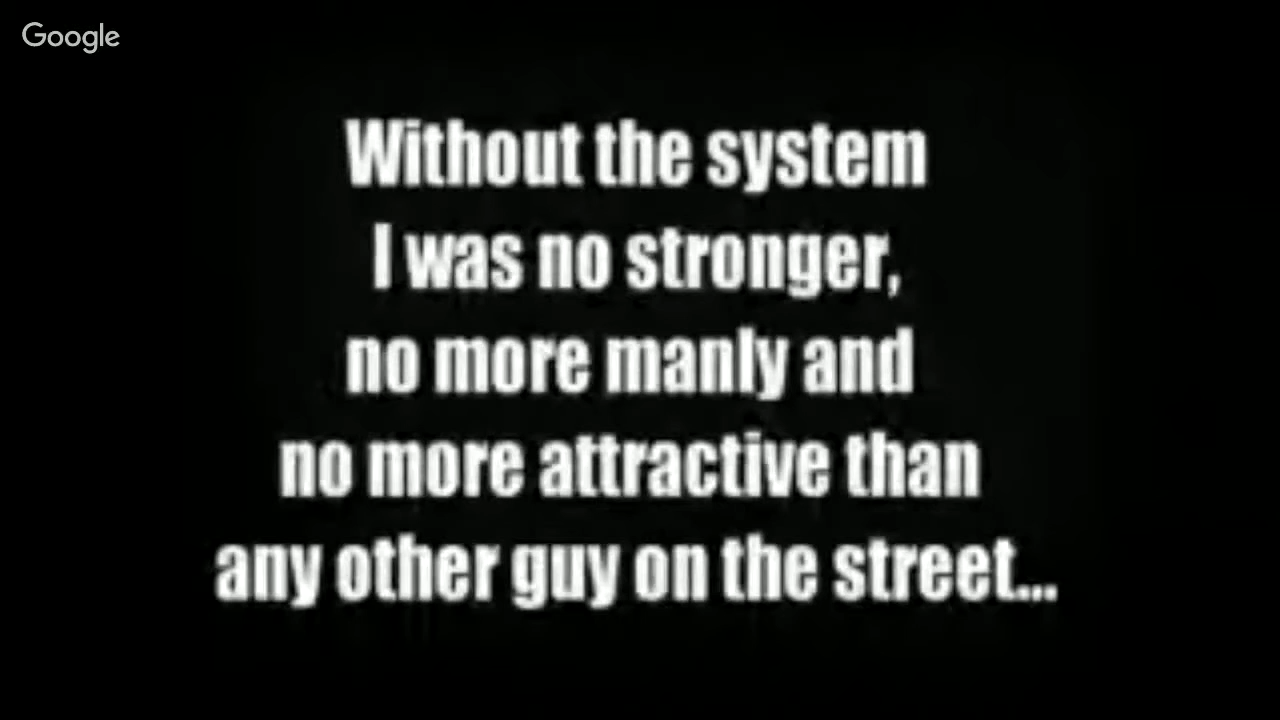 Google
Without the system
I was no stronger,
no more manly and
no more attractive than
any other guy on the street...